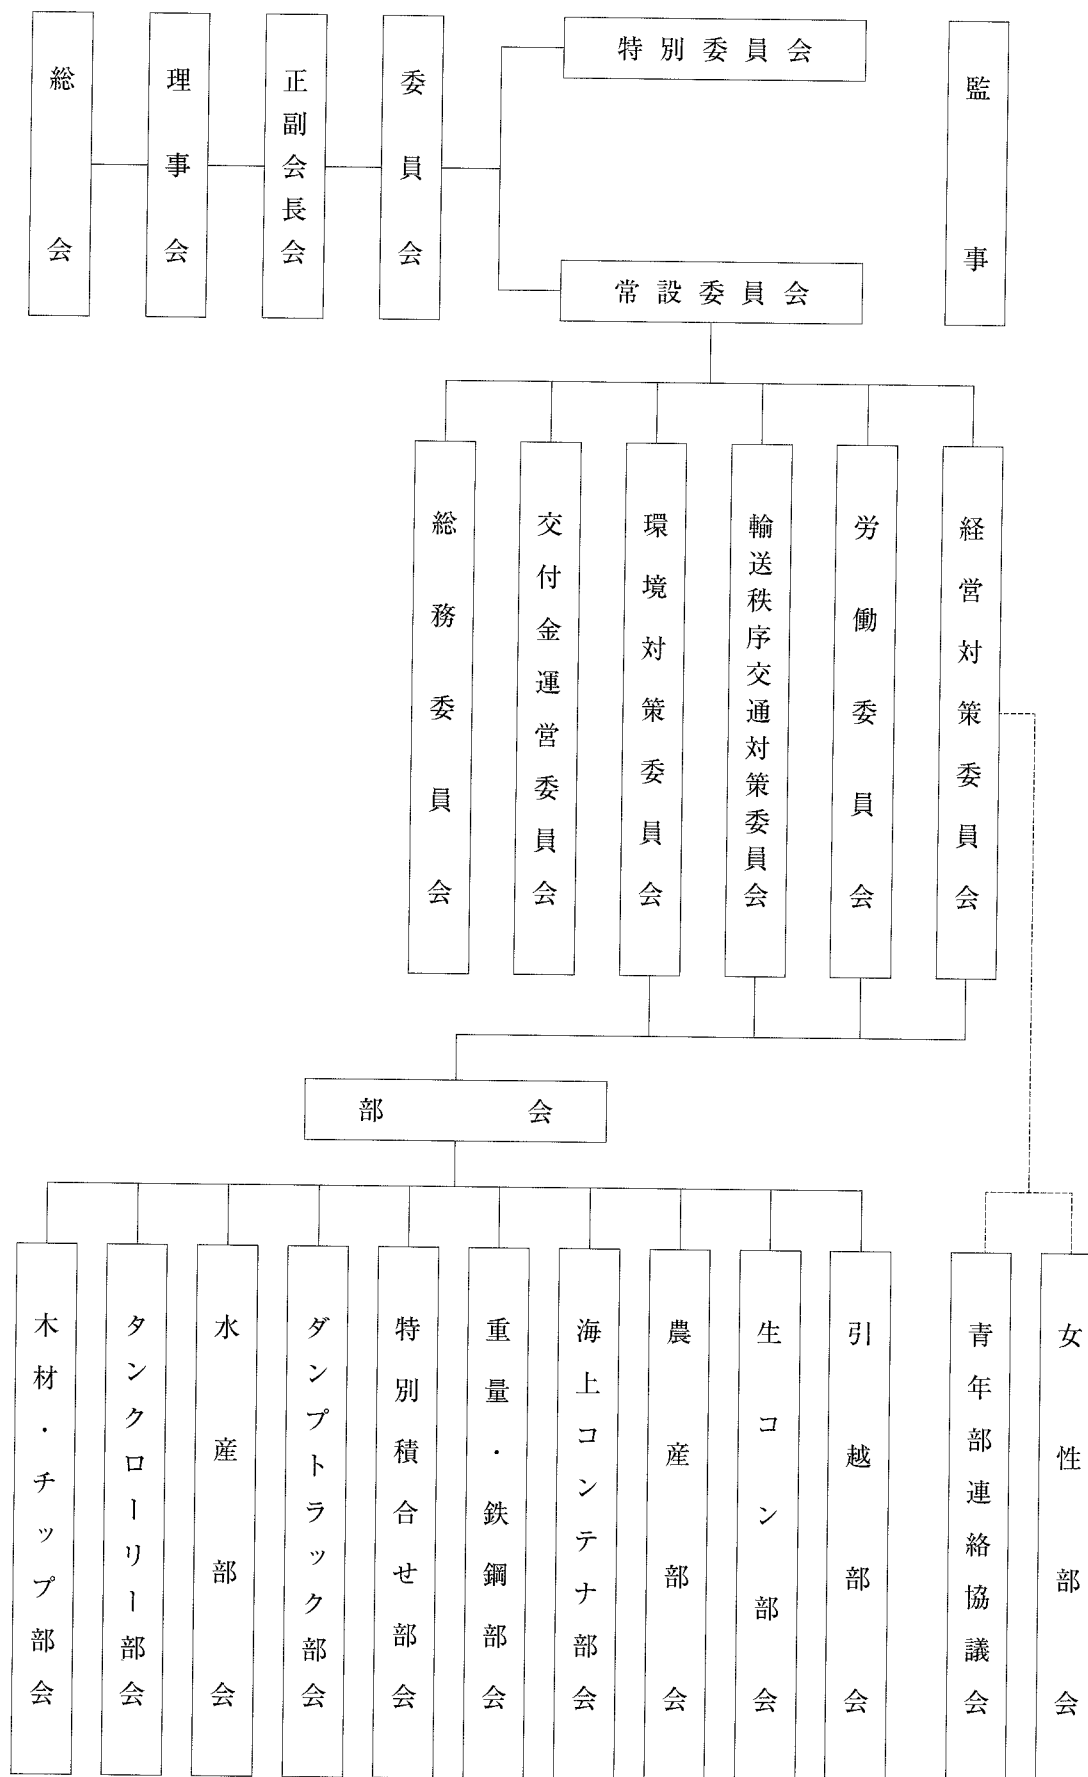 総会
理事会
正副会長会
委員会
特別委員会
監事
常設委員会
総務委員会
交付金運営委員会
環境対策委員会
輸送秩序交通対策委員会
労働委員会
経営対策委員会
部会
木材・チップ部会
タンクローリー部会
水産部会
ダンプトラック部会
特別積合せ部会
重量・鉄鋼部会
海上コンテナ部会
農産部会
生コン部会
引越部会
青年部連絡協議会
女性部会